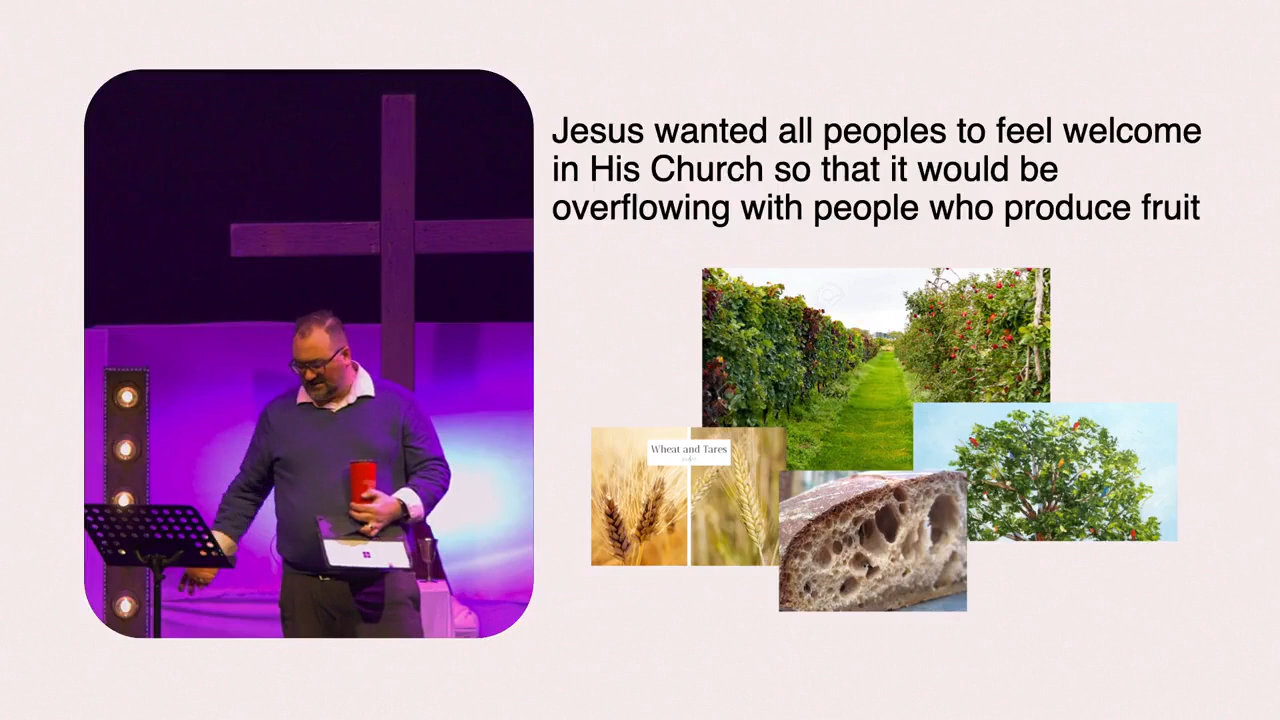 Jesus wanted all peoples to feel welcome
in His Church so that it would be
overflowing with people who produce fruit
Wheat and Tares